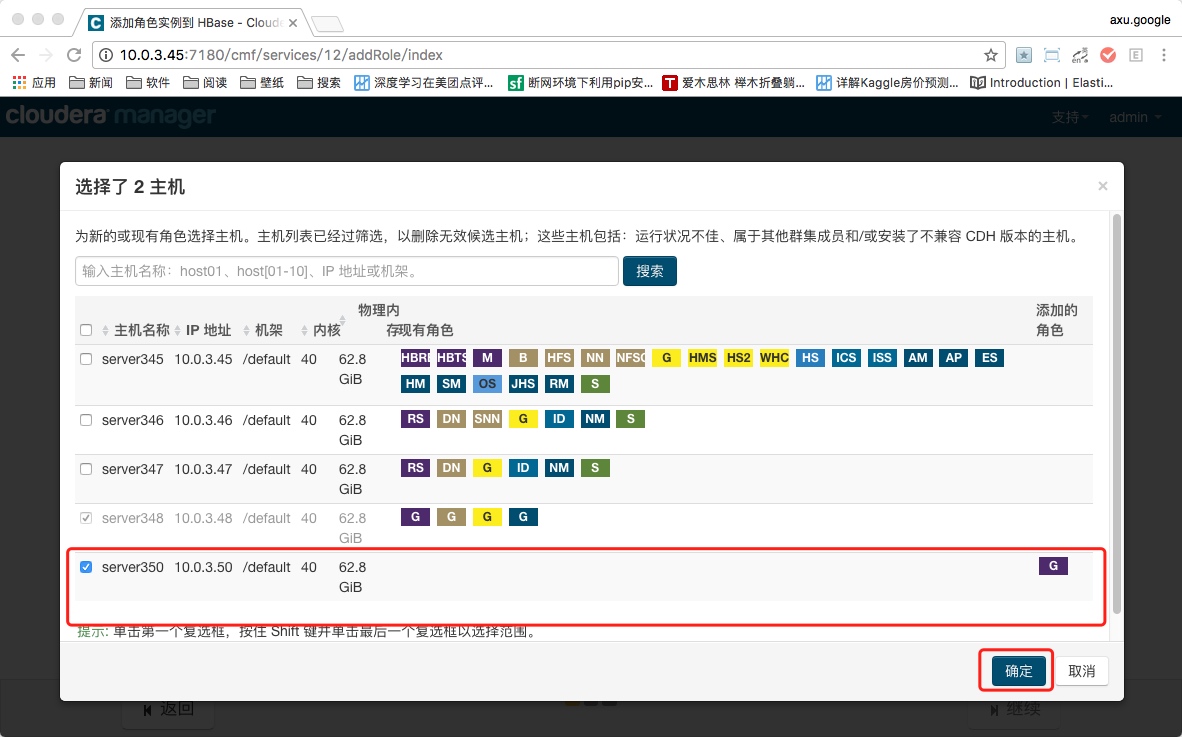 添加角色实例到 HBase - Cloude
axu.google
10.0.3.45:7180/cmf/services/12/addRole/index
应用 新闻 软件 阅读 壁纸 搜索 深度学习在美团点评... 断网环境下利用pip安... 爱木思林 榉木折叠躺... 详解Kaggle房价预测... Introduction | Elasti...
cloudera manager 支持 admin
选择了 2 主机
为新的或现有角色选择主机。主机列表已经过筛选，以删除无效候选主机；这些主机包括：运行状况不佳、属于其他群集成员和/或安装了不兼容 CDH 版本的主机。
输入主机名称：host01、host[01-10]、IP 地址或机架。 搜索
主机名称 IP 地址 机架 内核 物理内存 现有角色 添加的角色
server345 10.0.3.45 /default 40 62.8 GiB HBRE HBTS M B HFS NN NFSG G HMS HS2 WHC HS ICS ISS AM AP ES
HM SM OS JHS RM S
server346 10.0.3.46 /default 40 62.8 GiB RS DN SNN G ID NM S
server347 10.0.3.47 /default 40 62.8 GiB RS DN G ID NM S
server348 10.0.3.48 /default 40 62.8 GiB G G G G
server350 10.0.3.50 /default 40 62.8 GiB G
提示: 单击第一个复选框，按住 Shift 键并单击最后一个复选框以选择范围。
确定 取消
返回 继续